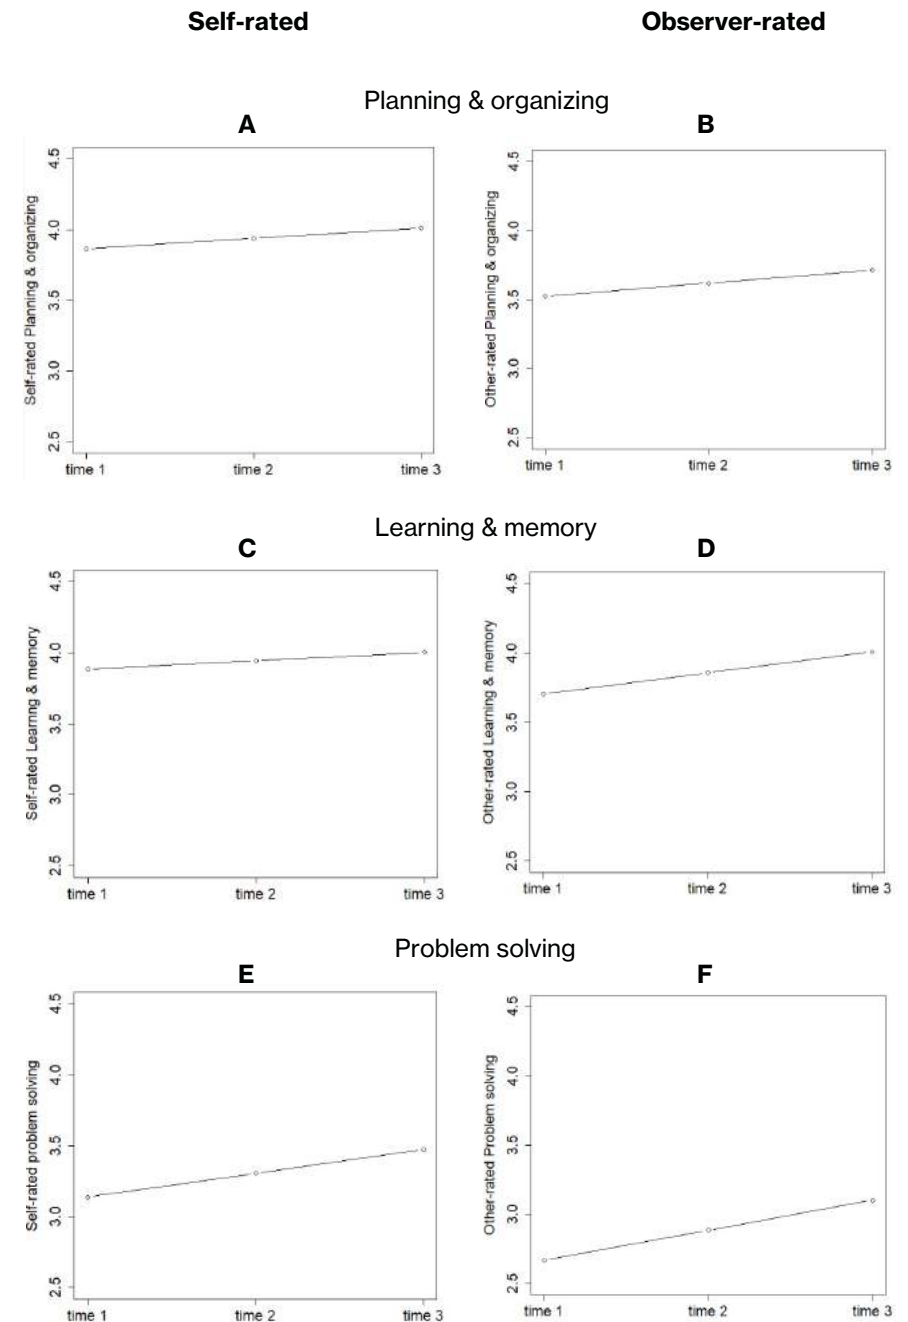 Self-rated Observer-rated
Planning & organizing
A B
Self-rated Planning & organizing
4.5
4.0
3.5
3.0
2.5
time 1 time 2 time 3
Other-rated Planning & organizing
4.5
4.0
3.5
3.0
2.5
time 1 time 2 time 3
Learning & memory
C D
Self-rated Learnng & memory
4.5
4.0
3.5
3.0
2.5
time 1 time 2 time 3
Other-rated Learning & memory
4.5
4.0
3.5
3.0
2.5
time 1 time 2 time 3
Problem solving
E F
Self-rated problem solving
4.5
4.0
3.5
3.0
2.5
time 1 time 2 time 3
Other-rated Problem solving
4.5
4.0
3.5
3.0
2.5
time 1 time 2 time 3